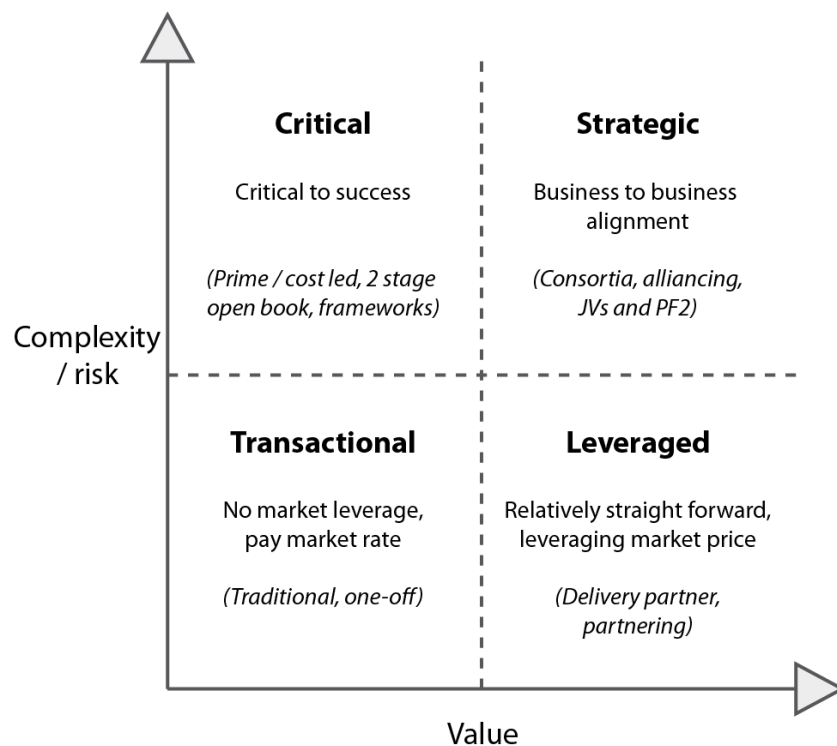 Critical
Critical to success
(Prime / cost led, 2 stage
open book, frameworks)
Strategic
Business to business
alignment
(Consortia, alliancing,
JVs and PF2)
Complexity
/ risk
Transactional
No market leverage,
pay market rate
(Traditional, one-off)
Leveraged
Relatively straight forward,
leveraging market price
(Delivery partner,
partnering)
Value